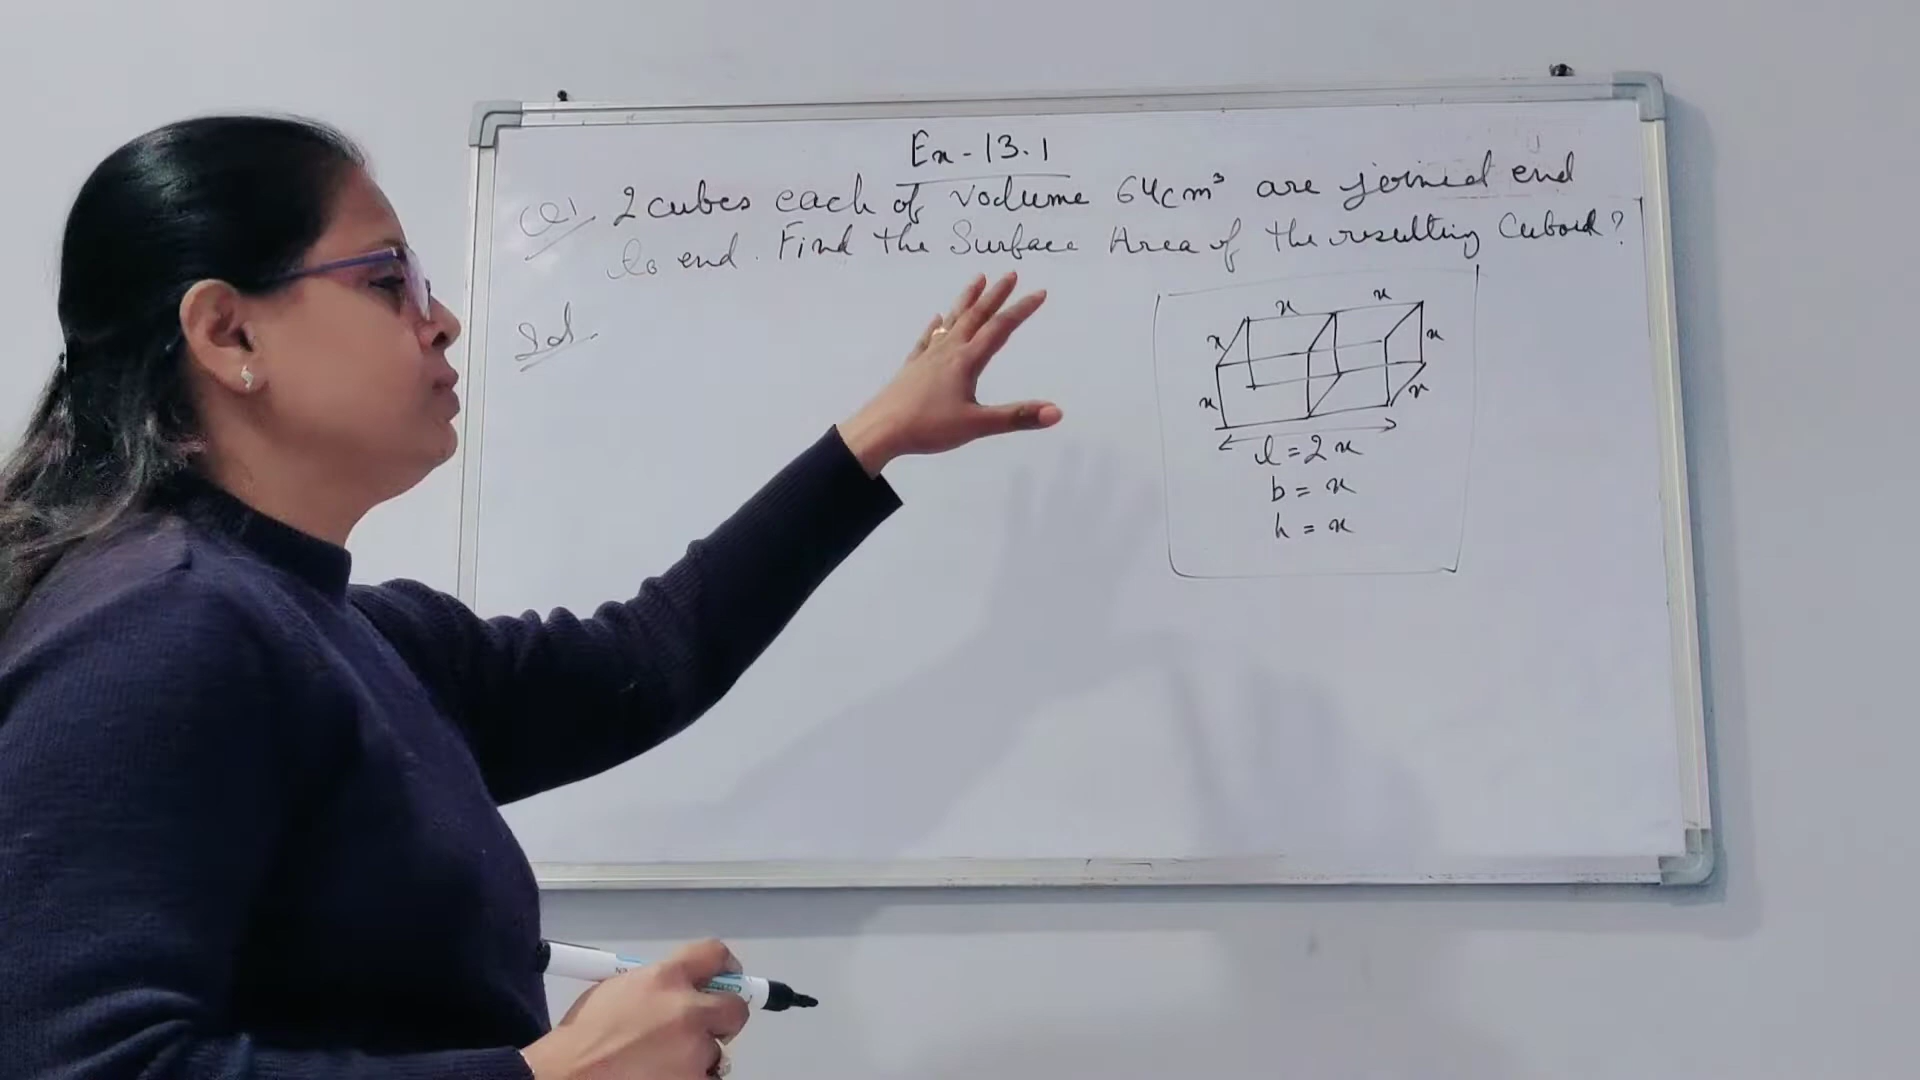 Ex - 13.1
Q1. 2 cubes each of volume 64cm³ are joined end
to end. Find the Surface Area of the resulting Cuboid?
Sol.
x x
x x
x x
l = 2x
b = x
h = x